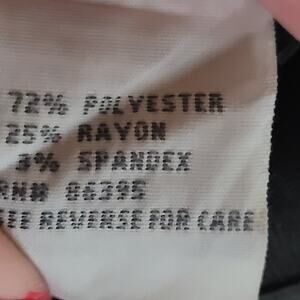 72% POLYESTER
25% RAYON
3% SPANDEX
RN# 86395
SEE REVERSE FOR CARE